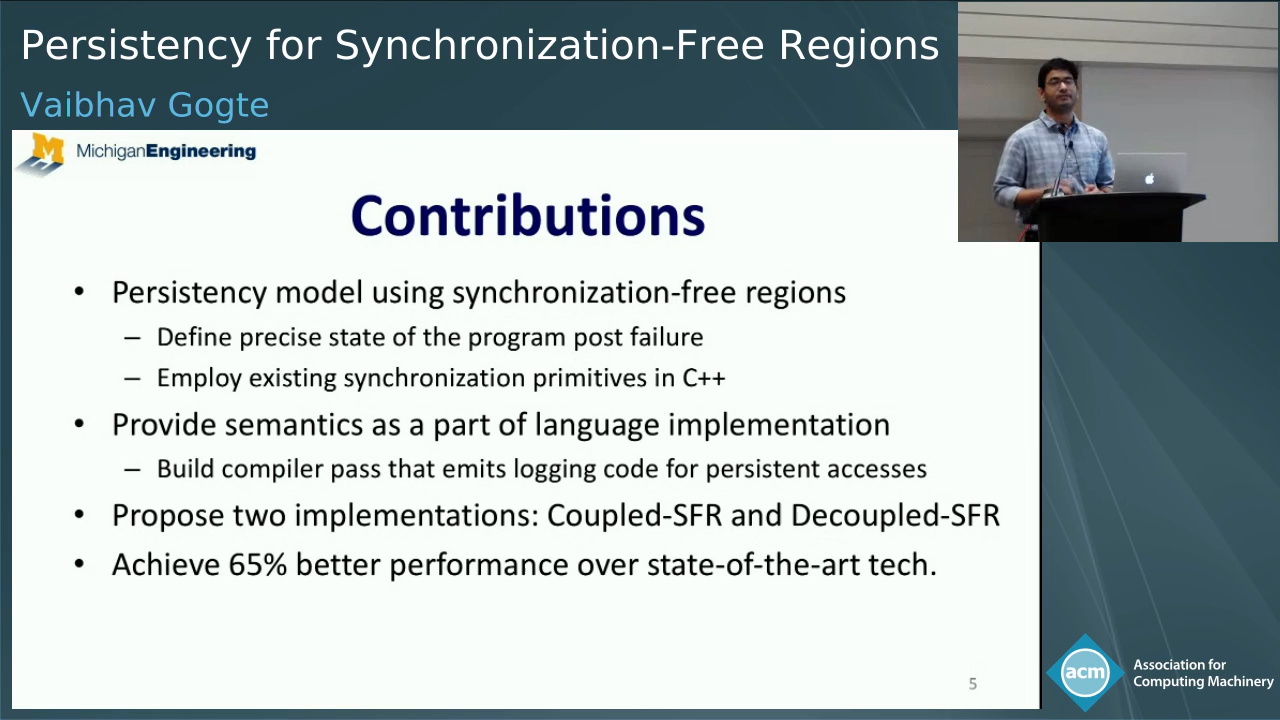 Persistency for Synchronization-Free Regions
Vaibhav Gogte
MichiganEngineering
Contributions
• Persistency model using synchronization-free regions
– Define precise state of the program post failure
– Employ existing synchronization primitives in C++
• Provide semantics as a part of language implementation
– Build compiler pass that emits logging code for persistent accesses
• Propose two implementations: Coupled-SFR and Decoupled-SFR
• Achieve 65% better performance over state-of-the-art tech.
5
acm
Association for
Computing Machinery